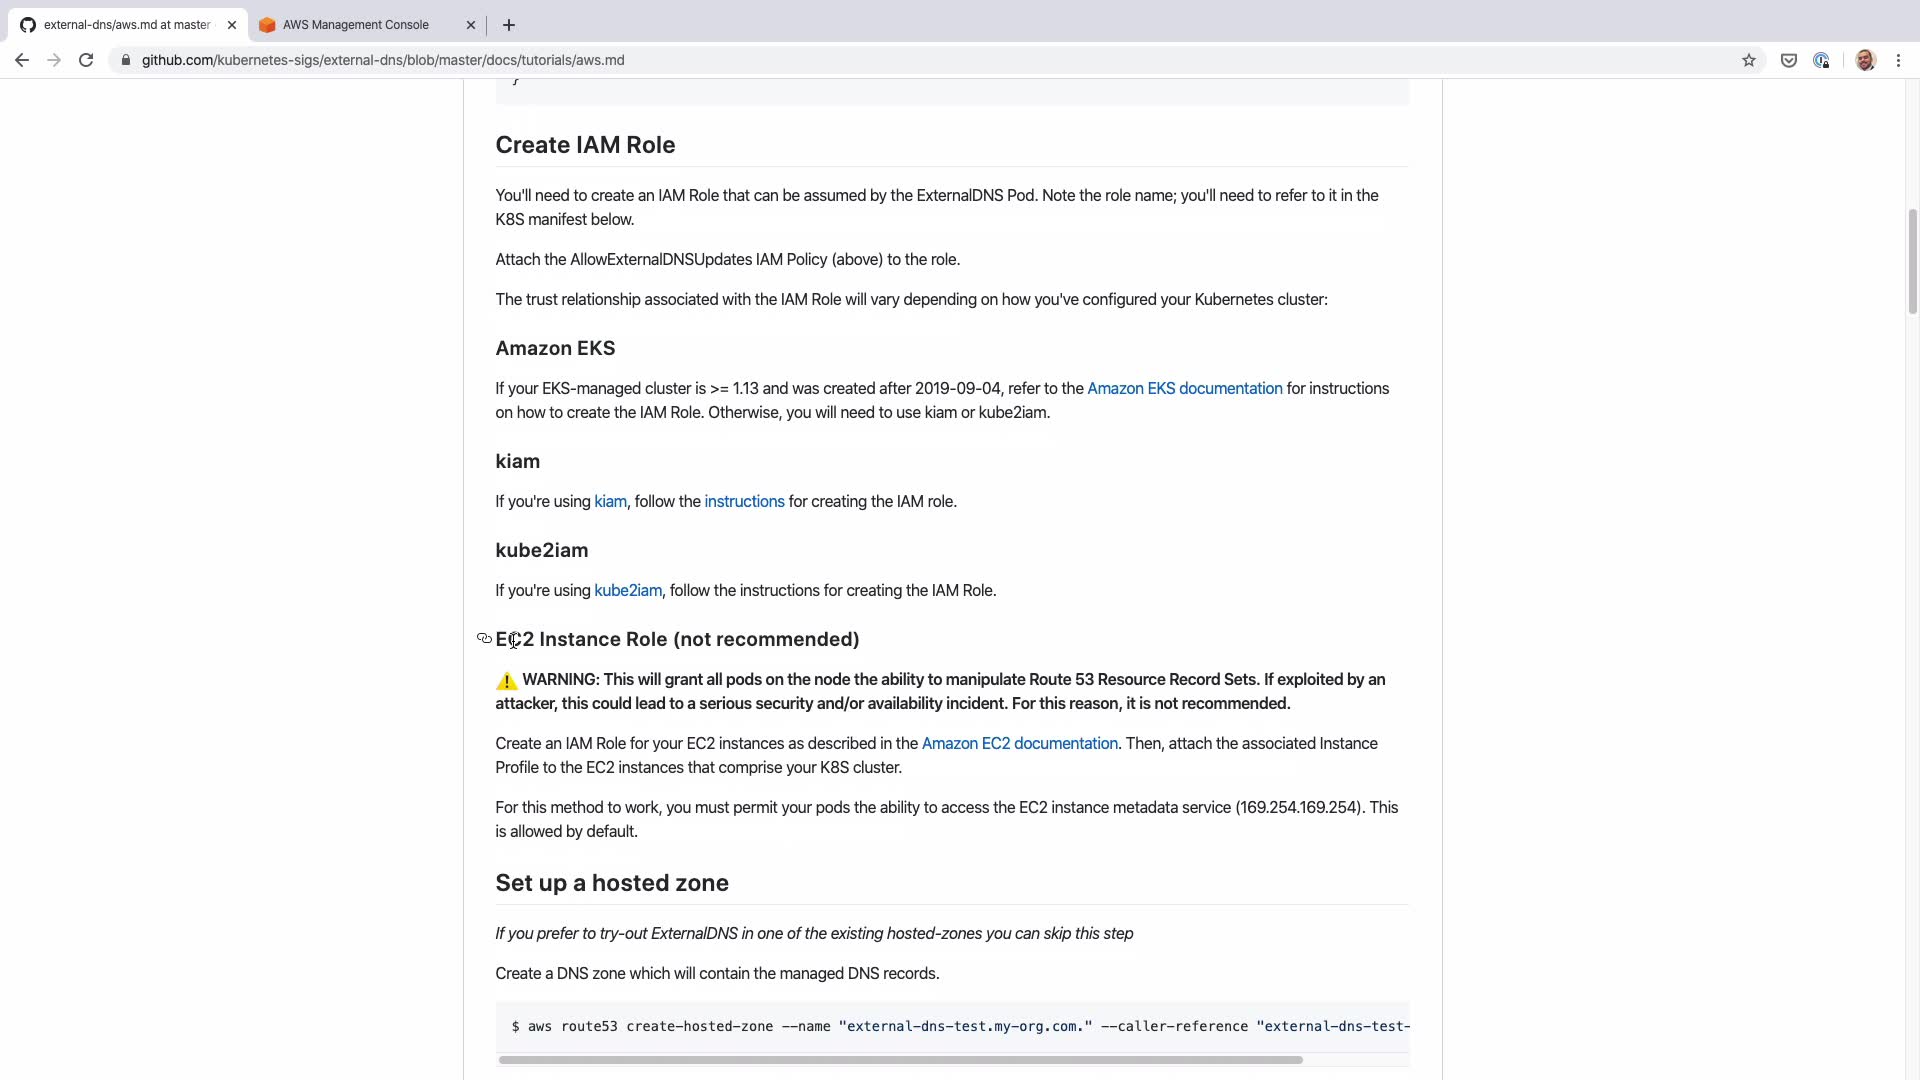 external-dns/aws.md at master
AWS Management Console
github.com/kubernetes-sigs/external-dns/blob/master/docs/tutorials/aws.md
}
Create IAM Role
You'll need to create an IAM Role that can be assumed by the ExternalDNS Pod. Note the role name; you'll need to refer to it in the
K8S manifest below.
Attach the AllowExternalDNSUpdates IAM Policy (above) to the role.
The trust relationship associated with the IAM Role will vary depending on how you've configured your Kubernetes cluster:
Amazon EKS
If your EKS-managed cluster is >= 1.13 and was created after 2019-09-04, refer to the Amazon EKS documentation for instructions
on how to create the IAM Role. Otherwise, you will need to use kiam or kube2iam.
kiam
If you're using kiam, follow the instructions for creating the IAM role.
kube2iam
If you're using kube2iam, follow the instructions for creating the IAM Role.
EC2 Instance Role (not recommended)
⚠ WARNING: This will grant all pods on the node the ability to manipulate Route 53 Resource Record Sets. If exploited by an
attacker, this could lead to a serious security and/or availability incident. For this reason, it is not recommended.
Create an IAM Role for your EC2 instances as described in the Amazon EC2 documentation. Then, attach the associated Instance
Profile to the EC2 instances that comprise your K8S cluster.
For this method to work, you must permit your pods the ability to access the EC2 instance metadata service (169.254.169.254). This
is allowed by default.
Set up a hosted zone
If you prefer to try-out ExternalDNS in one of the existing hosted-zones you can skip this step
Create a DNS zone which will contain the managed DNS records.
$ aws route53 create-hosted-zone --name "external-dns-test.my-org.com." --caller-reference "external-dns-test-